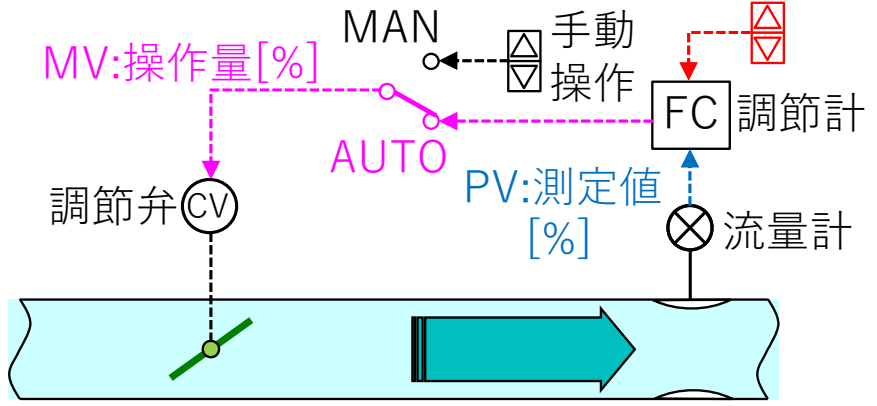 MAN
手動
操作
MV:操作量[%]
FC
調節計
AUTO
PV:測定値
[%]
調節弁
CV
流量計